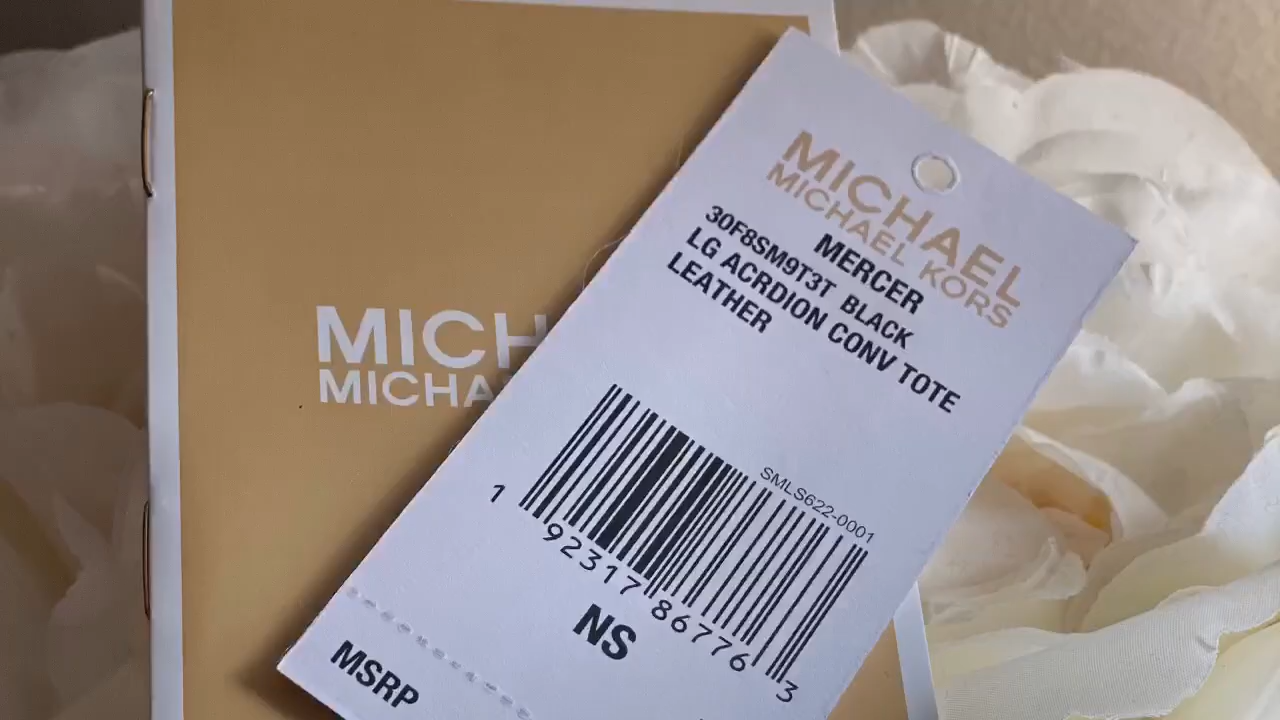 MICH
MICHA
MICHAEL
MICHAEL KORS
MERCER
30F8SM9T3T BLACK
LG ACRDION CONV TOTE
LEATHER
SMLS622-0001
1 92317 86776 3
NS
MSRP